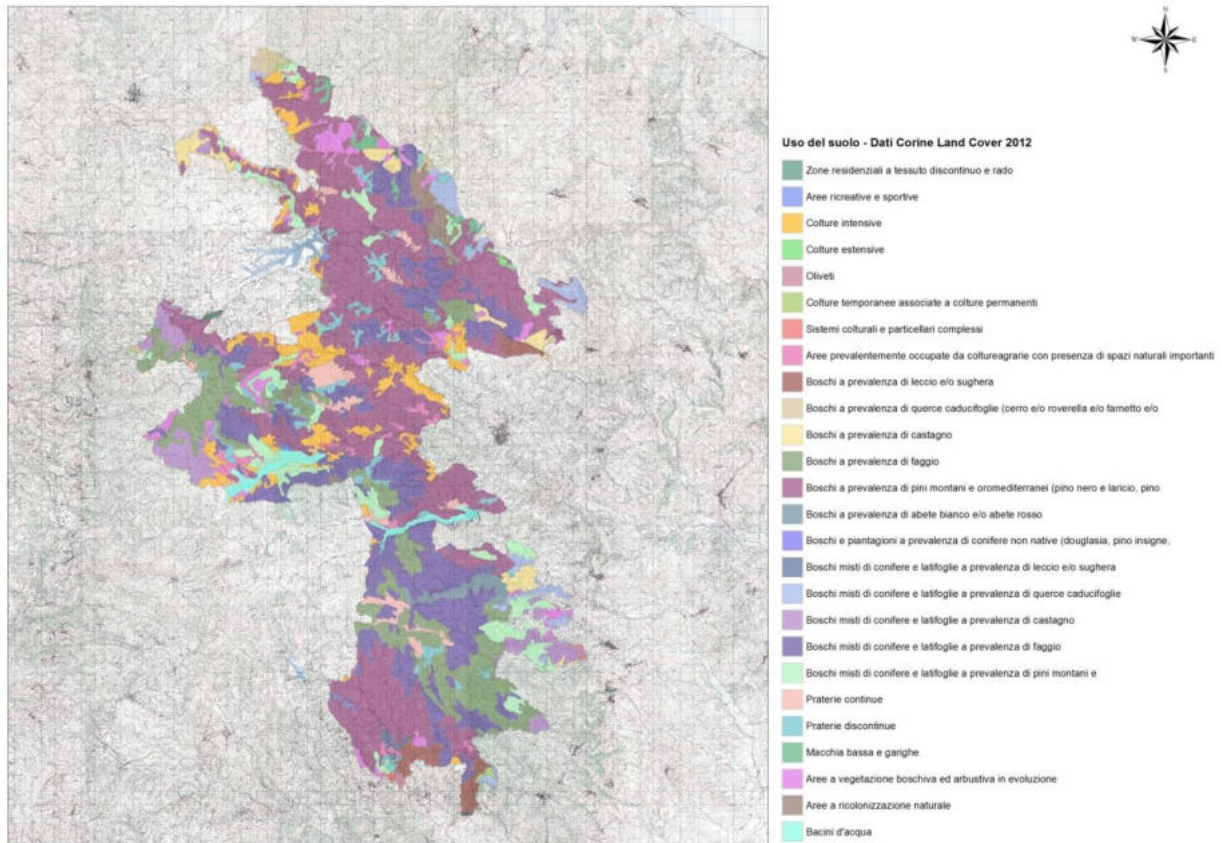 N
W E
S
Uso del suolo - Dati Corine Land Cover 2012
Zone residenziali a tessuto discontinuo e rado
Aree ricreative e sportive
Colture intensive
Colture estensive
Oliveti
Colture temporanee associate a colture permanenti
Sistemi colturali e particellari complessi
Aree prevalentemente occupate da coltureagrarie con presenza di spazi naturali importanti
Boschi a prevalenza di leccio e/o sughera
Boschi a prevalenza di querce caducifoglie (cerro e/o roverella e/o farnetto e/o
Boschi a prevalenza di castagno
Boschi a prevalenza di faggio
Boschi a prevalenza di pini montani e oromediterranei (pino nero e laricio, pino
Boschi a prevalenza di abete bianco e/o abete rosso
Boschi e piantagioni a prevalenza di conifere non native (douglasia, pino insigne,
Boschi misti di conifere e latifoglie a prevalenza di leccio e/o sughera
Boschi misti di conifere e latifoglie a prevalenza di querce caducifoglie
Boschi misti di conifere e latifoglie a prevalenza di castagno
Boschi misti di conifere e latifoglie a prevalenza di faggio
Boschi misti di conifere e latifoglie a prevalenza di pini montani e
Praterie continue
Praterie discontinue
Macchia bassa e garighe
Aree a vegetazione boschiva ed arbustiva in evoluzione
Aree a ricolonizzazione naturale
Bacini d'acqua